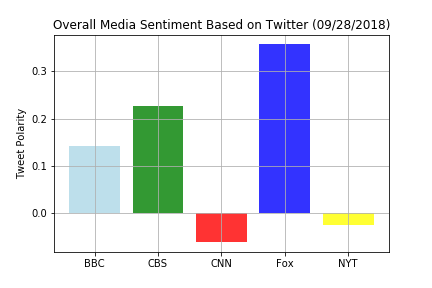 Overall Media Sentiment Based on Twitter (09/28/2018)
Tweet Polarity
0.3
0.2
0.1
0.0
BBC CBS CNN Fox NYT